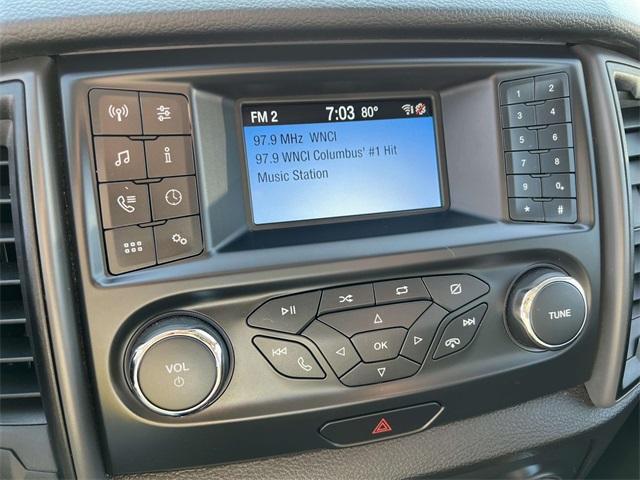 FM 2 7:03 80°
97.9 MHz WNCI
97.9 WNCI Columbus' #1 Hit
Music Station
1 2
3 4
5 6
7 8
9 0
* #
i
OK
VOL
TUNE